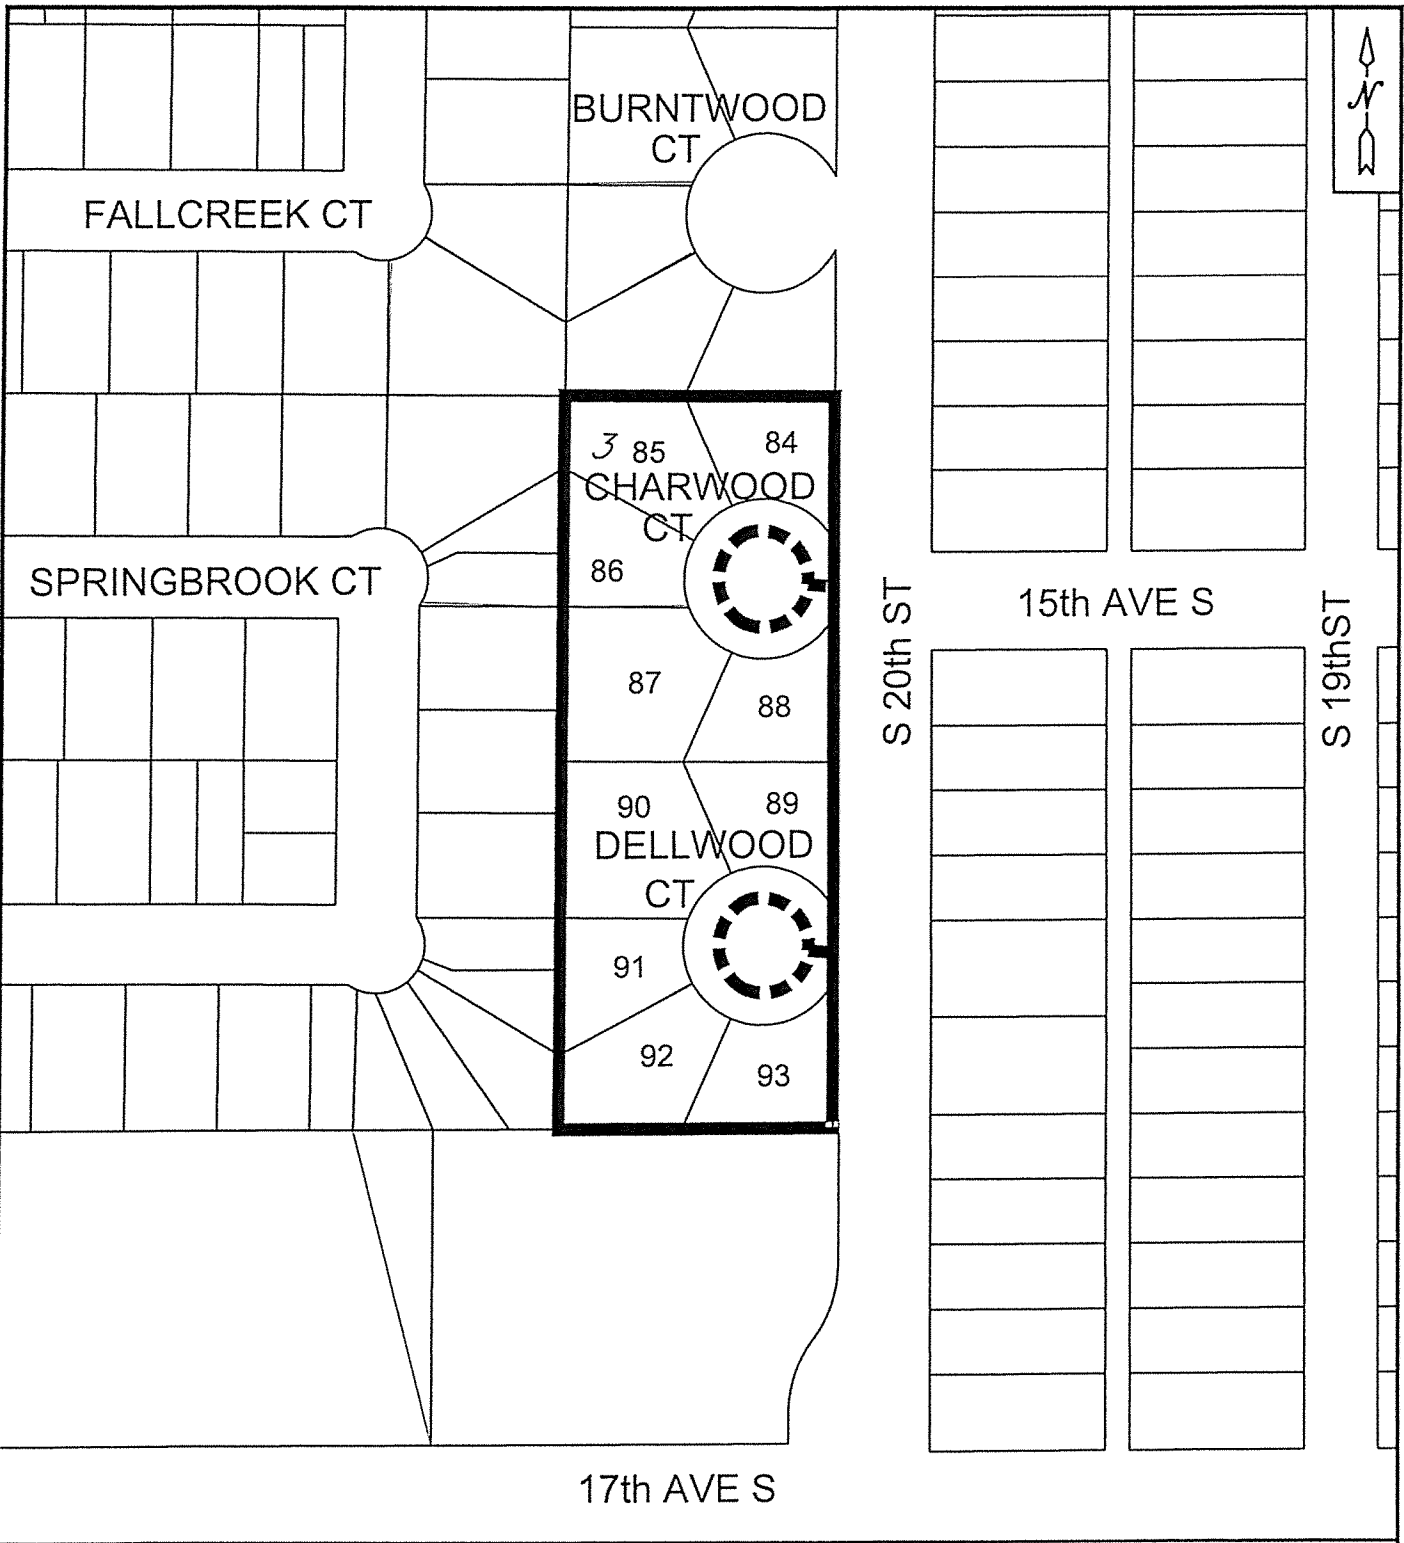 N
BURNTWOOD
CT
FALLCREEK CT
3 85
84
CHARWOOD
CT
86
SPRINGBROOK CT
S 20th ST
15th AVE S
S 19thST
87
88
90
89
DELLWOOD
CT
91
92
93
17th AVE S